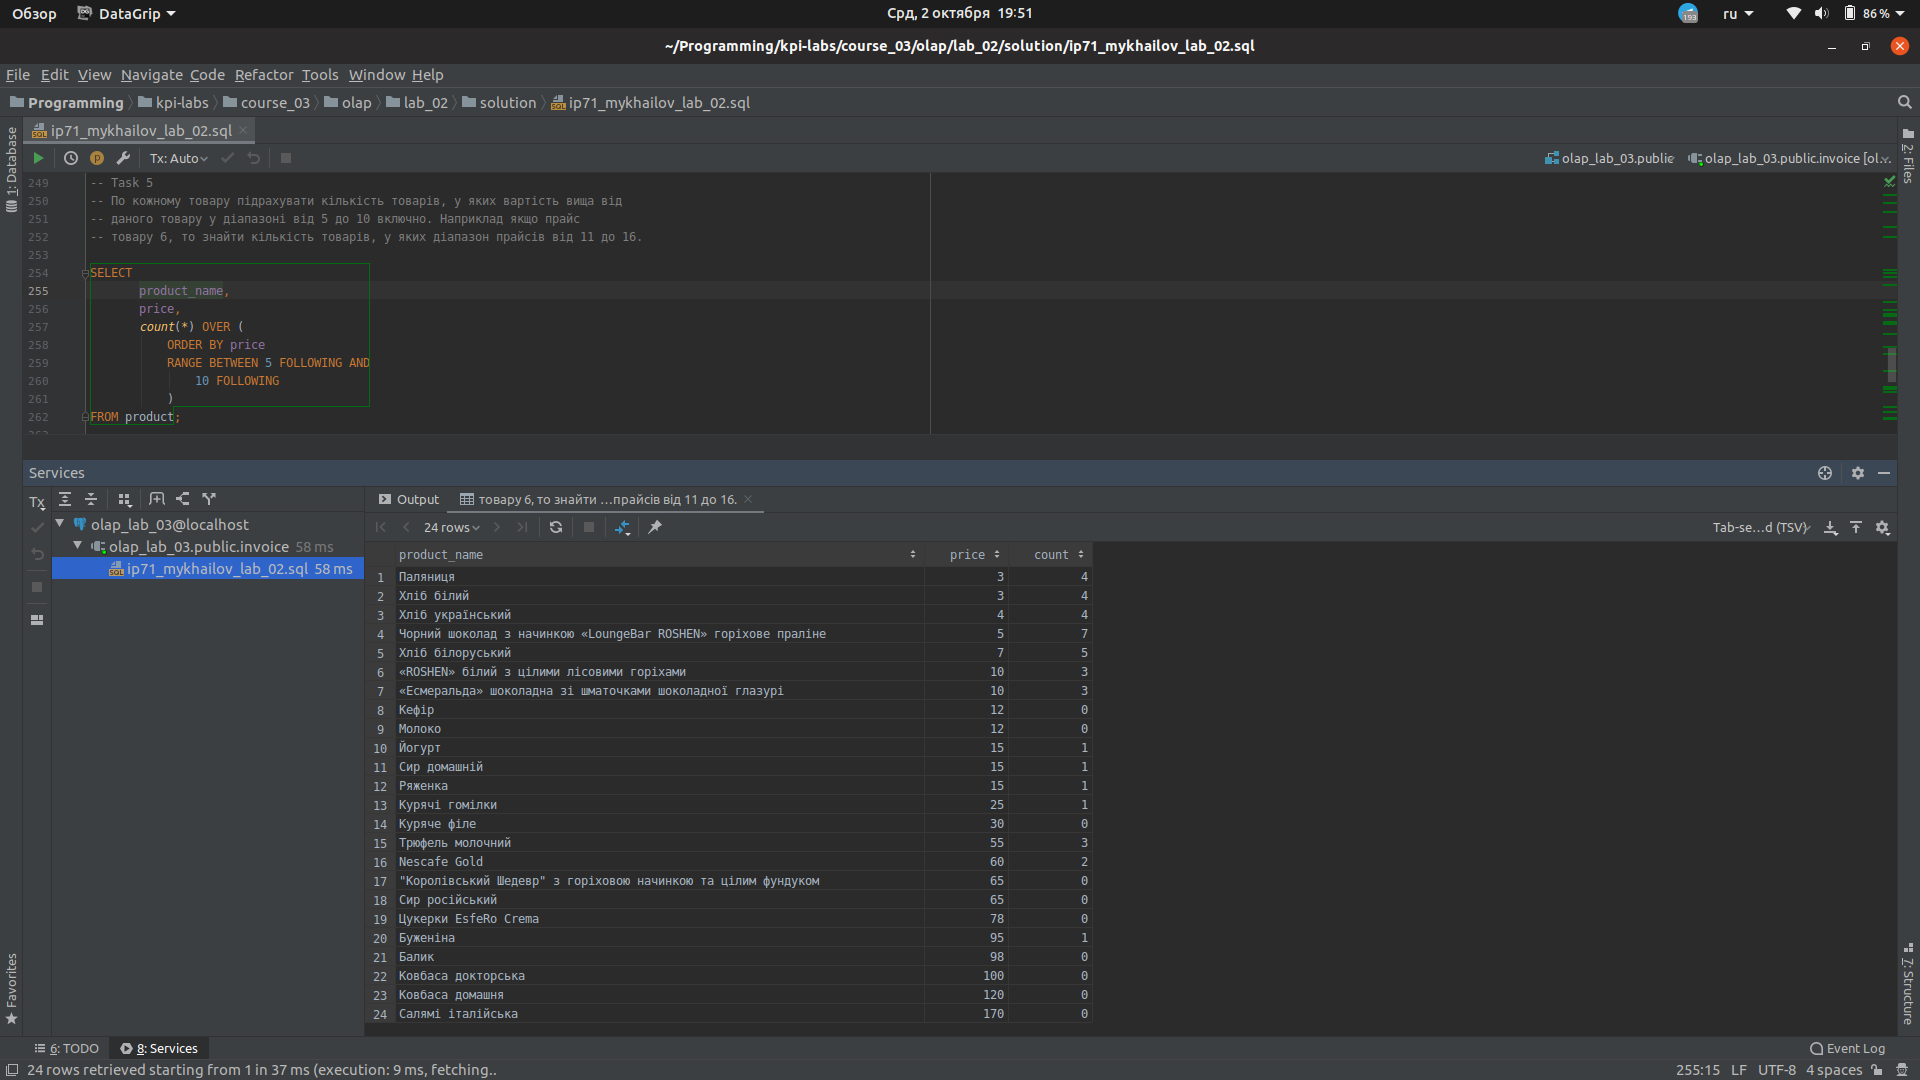 Обзор DataGrip Срд, 2 октября 19:51 193 ru 86 %
~/Programming/kpi-labs/course_03/olap/lab_02/solution/ip71_mykhailov_lab_02.sql
File Edit View Navigate Code Refactor Tools Window Help
Programming kpi-labs course_03 olap lab_02 solution ip71_mykhailov_lab_02.sql
ip71_mykhailov_lab_02.sql
Tx: Auto olap_lab_03.public olap_lab_03.public.invoice [ol...
1: Database
2: Files
249 -- Task 5
250 -- По кожному товару підрахувати кількість товарів, у яких вартість вища від
251 -- даного товару у діапазоні від 5 до 10 включно. Наприклад якщо прайс
252 -- товару 6, то знайти кількість товарів, у яких діапазон прайсів від 11 до 16.
253
254 SELECT
255 product_name,
256 price,
257 count(*) OVER (
258 ORDER BY price
259 RANGE BETWEEN 5 FOLLOWING AND
260 10 FOLLOWING
261 )
262 FROM product;
Services
Tx
Output товару 6, то знайти ...прайсів від 11 до 16.
24 rows Tab-se...d (TSV)
olap_lab_03@localhost
olap_lab_03.public.invoice 58 ms
ip71_mykhailov_lab_02.sql 58 ms
product_name price count
1 Паляниця 3 4
2 Хліб білий 3 4
3 Хліб український 4 4
4 Чорний шоколад з начинкою «LoungeBar ROSHEN» горіхове праліне 5 7
5 Хліб білоруський 7 5
6 «ROSHEN» білий з цілими лісовими горіхами 10 3
7 «Есмеральда» шоколадна зі шматочками шоколадної глазурі 10 3
8 Кефір 12 0
9 Молоко 12 0
10 Йогурт 15 1
11 Сир домашній 15 1
12 Ряженка 15 1
13 Курячі гомілки 25 1
14 Куряче філе 30 0
15 Трюфель молочний 55 3
16 Nescafe Gold 60 2
17 "Королівський Шедевр" з горіховою начинкою та цілим фундуком 65 0
18 Сир російський 65 0
19 Цукерки EsfeRo Crema 78 0
20 Буженіна 95 1
21 Балик 98 0
22 Ковбаса докторська 100 0
23 Ковбаса домашня 120 0
24 Салямі італійська 170 0
Favorites
7: Structure
6: TODO 8: Services Event Log
24 rows retrieved starting from 1 in 37 ms (execution: 9 ms, fetching.. 255:15 LF UTF-8 4 spaces